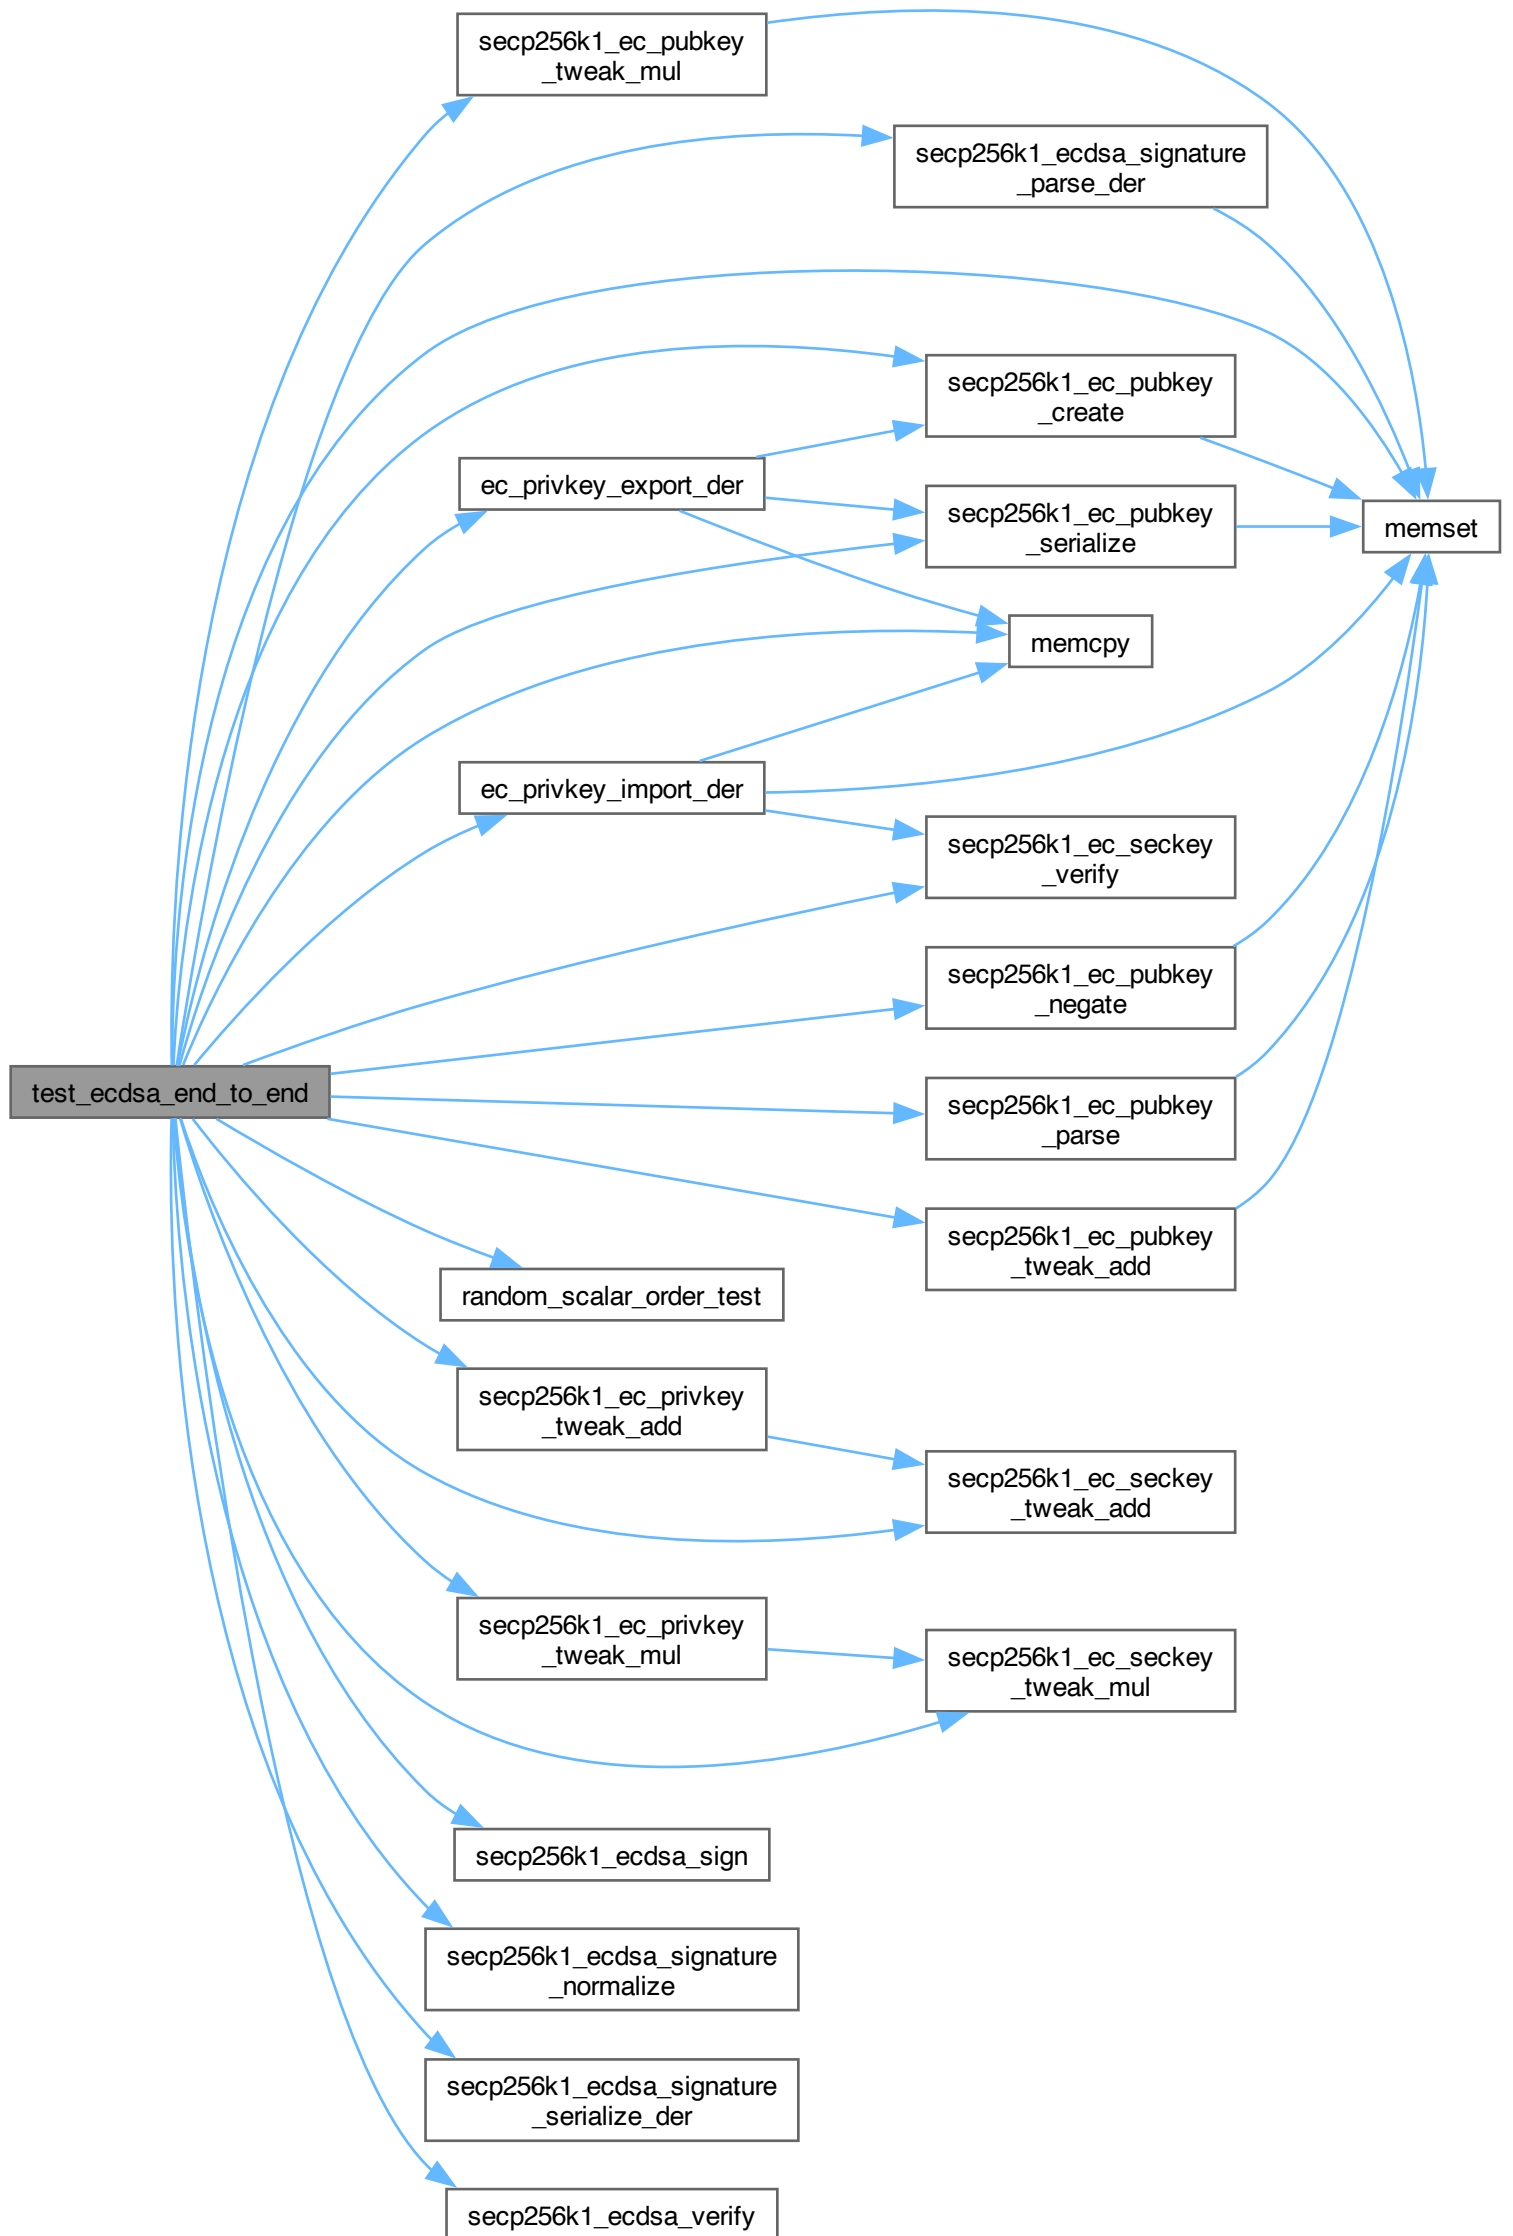 secp256k1_ec_pubkey
_tweak_mul
secp256k1_ecdsa_signature
_parse_der
secp256k1_ec_pubkey
_create
ec_privkey_export_der
secp256k1_ec_pubkey
_serialize
memset
memcpy
ec_privkey_import_der
secp256k1_ec_seckey
_verify
secp256k1_ec_pubkey
_negate
test_ecdsa_end_to_end
secp256k1_ec_pubkey
_parse
secp256k1_ec_pubkey
_tweak_add
random_scalar_order_test
secp256k1_ec_privkey
_tweak_add
secp256k1_ec_seckey
_tweak_add
secp256k1_ec_privkey
_tweak_mul
secp256k1_ec_seckey
_tweak_mul
secp256k1_ecdsa_sign
secp256k1_ecdsa_signature
_normalize
secp256k1_ecdsa_signature
_serialize_der
secp256k1_ecdsa_verify